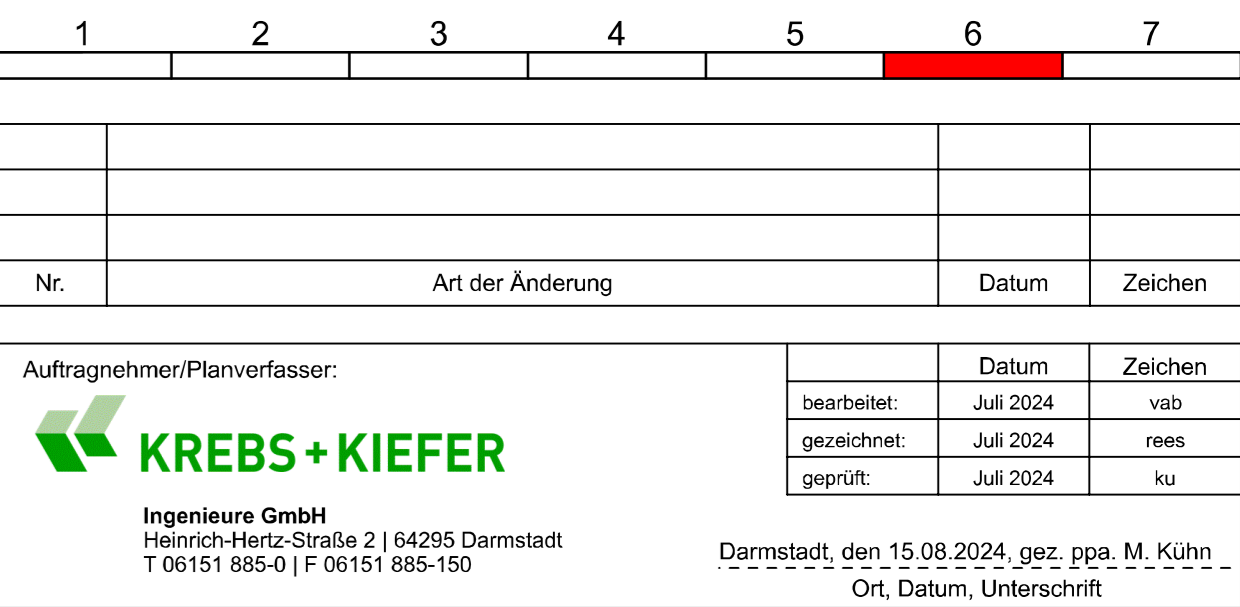 1 2 3 4 5 6 7
Nr. Art der Änderung Datum Zeichen
Auftragnehmer/Planverfasser:
KREBS+KIEFER
Ingenieure GmbH
Heinrich-Hertz-Straße 2 | 64295 Darmstadt
T 06151 885-0 | F 06151 885-150
Datum Zeichen
bearbeitet: Juli 2024 vab
gezeichnet: Juli 2024 rees
geprüft: Juli 2024 ku
Darmstadt, den 15.08.2024, gez. ppa. M. Kühn
Ort, Datum, Unterschrift